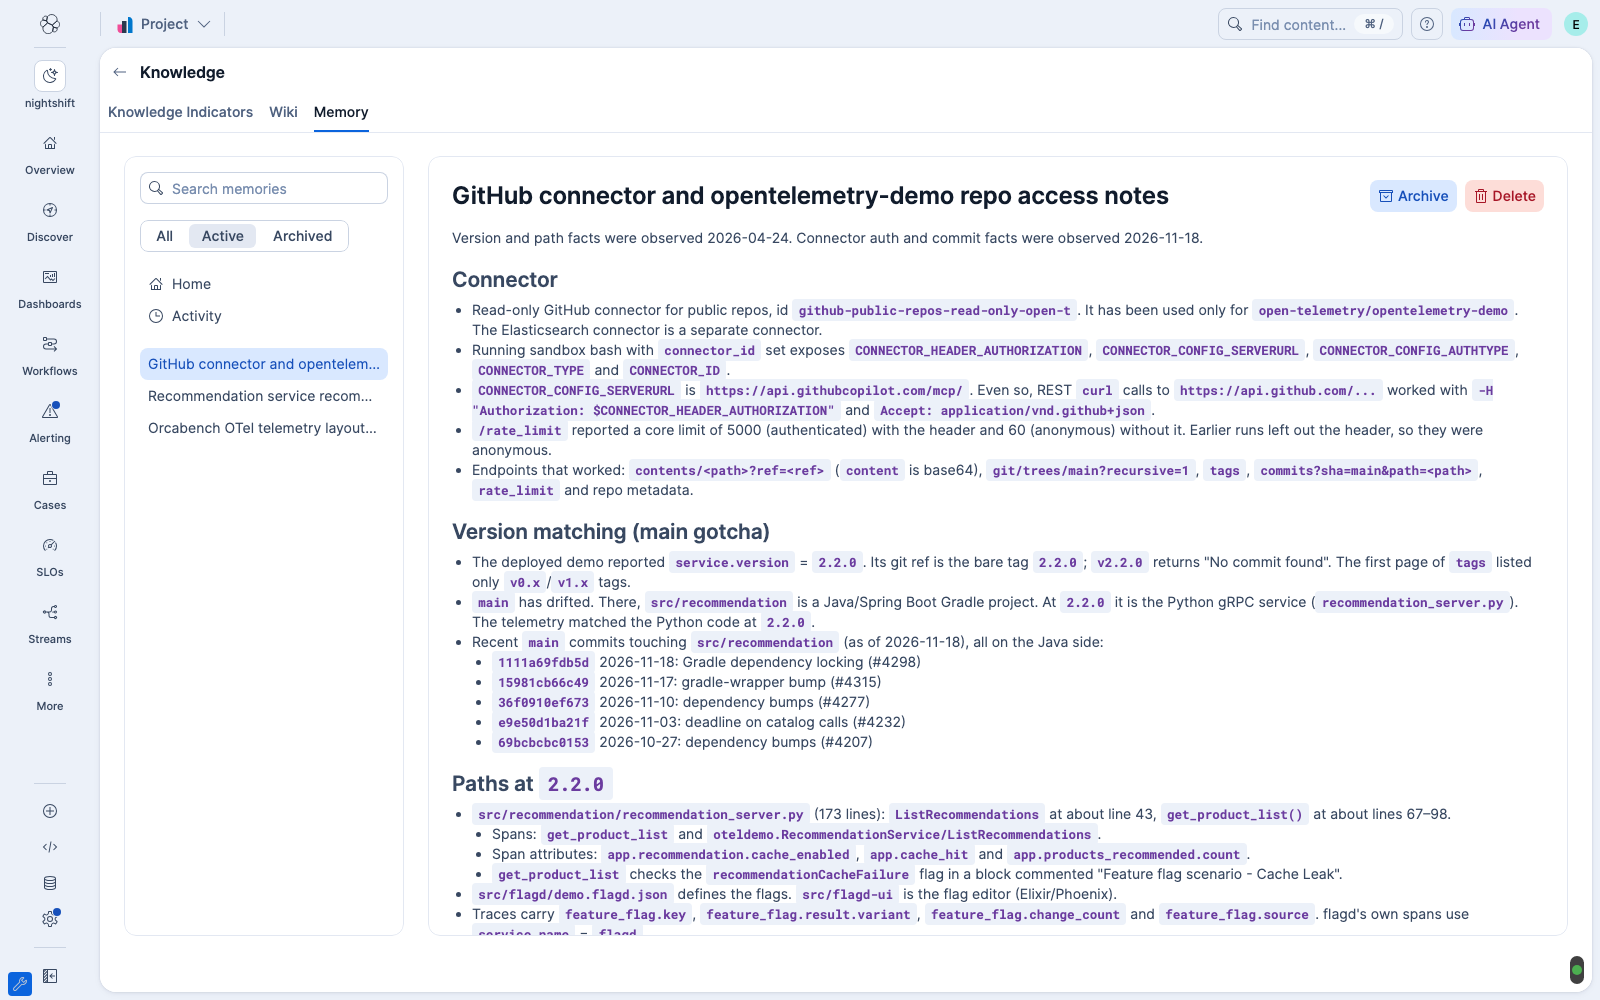 Project
Find content...
⌘ /
AI Agent
E
nightshift
Overview
Discover
Dashboards
Workflows
Alerting
Cases
SLOs
Streams
More
Knowledge
Knowledge Indicators
Wiki
Memory
Search memories
All
Active
Archived
Home
Activity
GitHub connector and opentelem...
Recommendation service recom...
Orcabench OTel telemetry layout...
GitHub connector and opentelemetry-demo repo access notes
Archive
Delete
Version and path facts were observed 2026-04-24. Connector auth and commit facts were observed 2026-11-18.
Connector
Read-only GitHub connector for public repos, id github-public-repos-read-only-open-t. It has been used only for open-telemetry/opentelemetry-demo.
The Elasticsearch connector is a separate connector.
Running sandbox bash with connector_id set exposes CONNECTOR_HEADER_AUTHORIZATION, CONNECTOR_CONFIG_SERVERURL, CONNECTOR_CONFIG_AUTHTYPE,
CONNECTOR_TYPE and CONNECTOR_ID.
CONNECTOR_CONFIG_SERVERURL is https://api.githubcopilot.com/mcp/. Even so, REST curl calls to https://api.github.com/... worked with -H
"Authorization: $CONNECTOR_HEADER_AUTHORIZATION" and Accept: application/vnd.github+json.
/rate_limit reported a core limit of 5000 (authenticated) with the header and 60 (anonymous) without it. Earlier runs left out the header, so they were
anonymous.
Endpoints that worked: contents/<path>?ref=<ref> (content is base64), git/trees/main?recursive=1, tags, commits?sha=main&path=<path>,
rate_limit and repo metadata.
Version matching (main gotcha)
The deployed demo reported service.version = 2.2.0. Its git ref is the bare tag 2.2.0; v2.2.0 returns "No commit found". The first page of tags listed
only v0.x/v1.x tags.
main has drifted. There, src/recommendation is a Java/Spring Boot Gradle project. At 2.2.0 it is the Python gRPC service (recommendation_server.py).
The telemetry matched the Python code at 2.2.0.
Recent main commits touching src/recommendation (as of 2026-11-18), all on the Java side:
1111a69fdb5d 2026-11-18: Gradle dependency locking (#4298)
15981cb66c49 2026-11-17: gradle-wrapper bump (#4315)
36f0910ef673 2026-11-10: dependency bumps (#4277)
e9e50d1ba21f 2026-11-03: deadline on catalog calls (#4232)
69bcbcbc0153 2026-10-27: dependency bumps (#4207)
Paths at 2.2.0
src/recommendation/recommendation_server.py (173 lines): ListRecommendations at about line 43, get_product_list() at about lines 67–98.
Spans: get_product_list and oteldemo.RecommendationService/ListRecommendations.
Span attributes: app.recommendation.cache_enabled, app.cache_hit and app.products_recommended.count.
get_product_list checks the recommendationCacheFailure flag in a block commented "Feature flag scenario - Cache Leak".
src/flagd/demo.flagd.json defines the flags. src/flagd-ui is the flag editor (Elixir/Phoenix).
Traces carry feature_flag.key, feature_flag.result.variant, feature_flag.change_count and feature_flag.source. flagd's own spans use
service.name = flagd